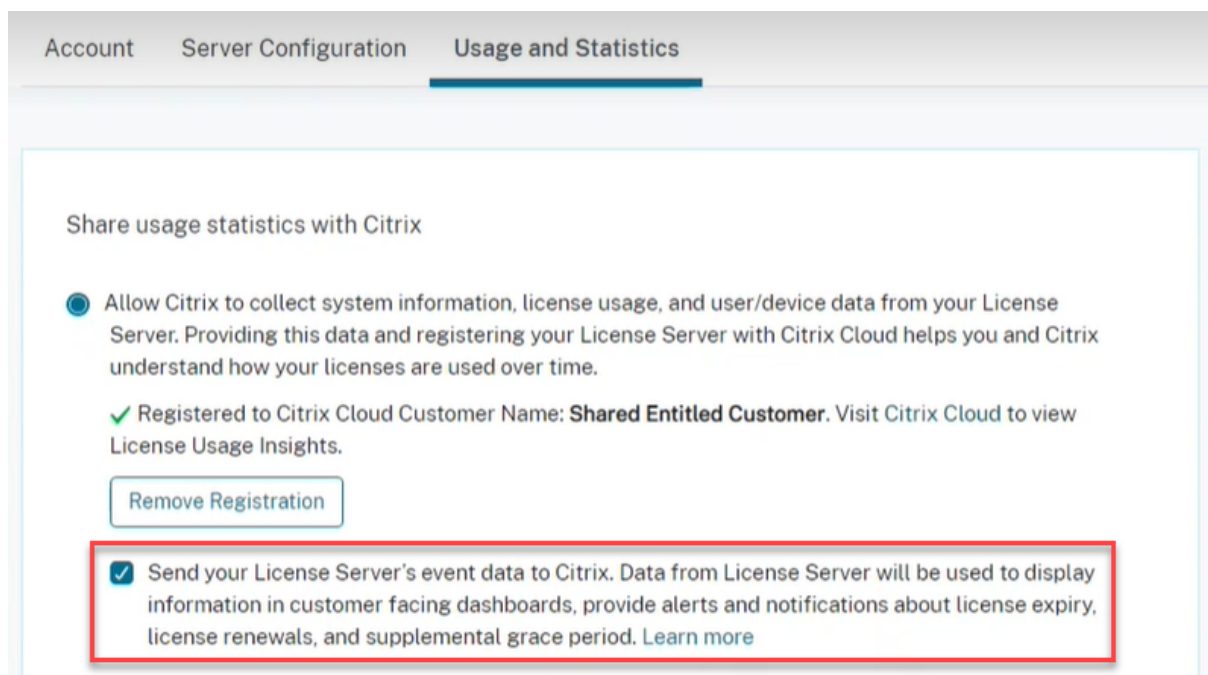 Account Server Configuration Usage and Statistics
Share usage statistics with Citrix
Allow Citrix to collect system information, license usage, and user/device data from your License
Server. Providing this data and registering your License Server with Citrix Cloud helps you and Citrix
understand how your licenses are used over time.
Registered to Citrix Cloud Customer Name: Shared Entitled Customer. Visit Citrix Cloud to view
License Usage Insights.
Remove Registration
Send your License Server's event data to Citrix. Data from License Server will be used to display
information in customer facing dashboards, provide alerts and notifications about license expiry,
license renewals, and supplemental grace period. Learn more